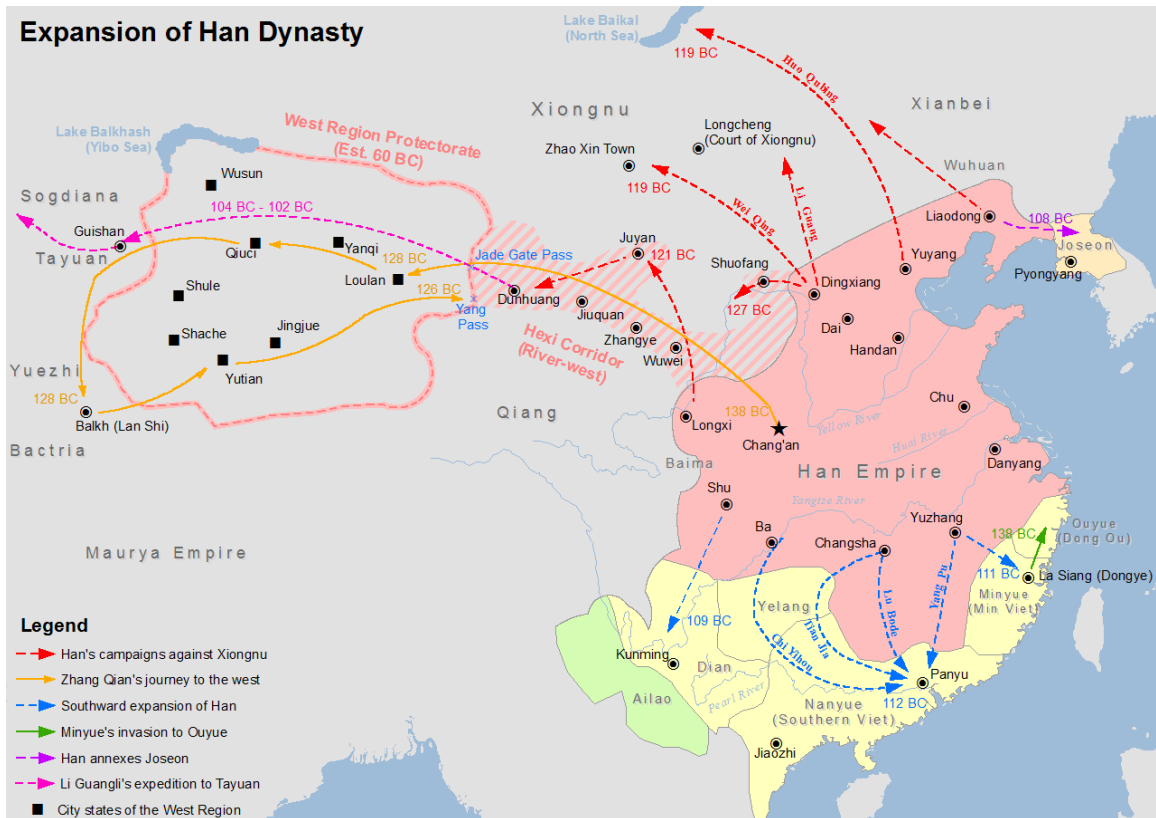 Expansion of Han Dynasty
Lake Baikal
(North Sea)
119 BC
Huo Qubing
Xianbei
Xiongnu
Longcheng
(Court of Xiongnu)
Zhao Xin Town
119 BC
Wuhuan
West Region Protectorate
(Est. 60 BC)
Lake Balkhash
(Yibo Sea)
Wusun
Sogdiana
104 BC - 102 BC
Guishan
Tayuan
Qiuci
Yanqi
128 BC
Loulan
126 BC
Jade Gate Pass
Yang
Pass
Dunhuang
Juyan
121 BC
Jiuquan
Zhangye
Wuwei
Hexi Corridor
(River-west)
Wei Qing
Li Guang
Shuofang
127 BC
Dingxiang
Dai
Handan
Yuyang
Liaodong
108 BC
Joseon
Pyongyang
Shule
Shache
Jingjue
Yutian
Yuezhi
128 BC
Balkh (Lan Shi)
Bactria
Qiang
Longxi
138 BC
Chang'an
Yellow River
Huai River
Chu
Danyang
Baima
Han Empire
Shu
Yangtze River
Ba
Changsha
Yuzhang
138 BC
Ouyue
(Dong Ou)
111 BC
La Siang (Dongye)
Minyue
(Min Viet)
Maurya Empire
109 BC
Yelang
Tian Jia
Chi Yihou
Lu Bode
Yang Pu
Kunming
Dian
Ailao
Pearl River
Panyu
112 BC
Nanyue
(Southern Viet)
Jiaozhi
Legend
Han's campaigns against Xiongnu
Zhang Qian's journey to the west
Southward expansion of Han
Minyue's invasion to Ouyue
Han annexes Joseon
Li Guangli's expedition to Tayuan
City states of the West Region